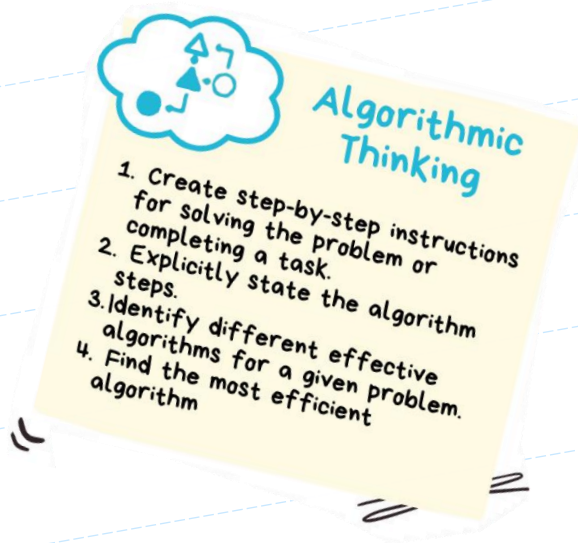 Algorithmic
Thinking
1. Create step-by-step instructions
for solving the problem or
completing a task.
2. Explicitly state the algorithm
steps.
3.Identify different effective
algorithms for a given problem.
4. Find the most efficient
algorithm